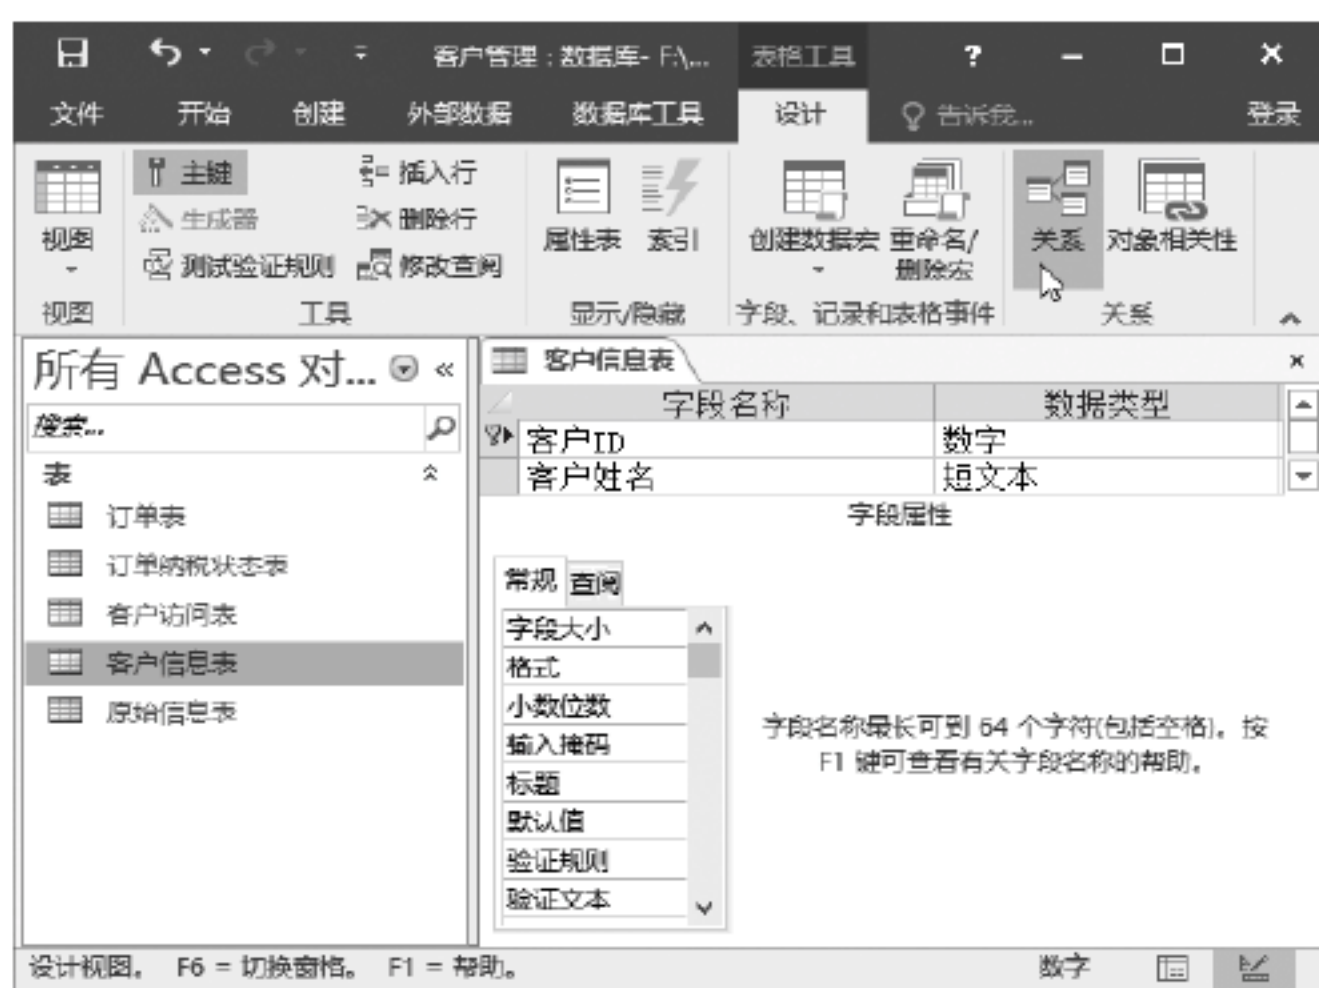 客户管理 : 数据库- F:\... 表格工具 ?
文件 开始 创建 外部数据 数据库工具 设计 告诉我... 登录
主键 插入行
生成器 删除行
视图 属性表 索引 创建数据宏 重命名/ 关系 对象相关性
测试验证规则 修改查阅 删除宏
视图 工具 显示/隐藏 字段、记录和表格事件 关系
所有 Access 对... « 客户信息表
字段名称 数据类型
搜索...
客户ID 数字
表 客户姓名 短文本
订单表 字段属性
订单纳税状态表
常规 查阅
客户访问表 字段大小
客户信息表 格式
原始信息表 小数位数
字段名称最长可到 64 个字符(包括空格)。按
输入掩码
F1 键可查看有关字段名称的帮助。
标题
默认值
验证规则
验证文本
设计视图。 F6 = 切换窗格。 F1 = 帮助。 数字